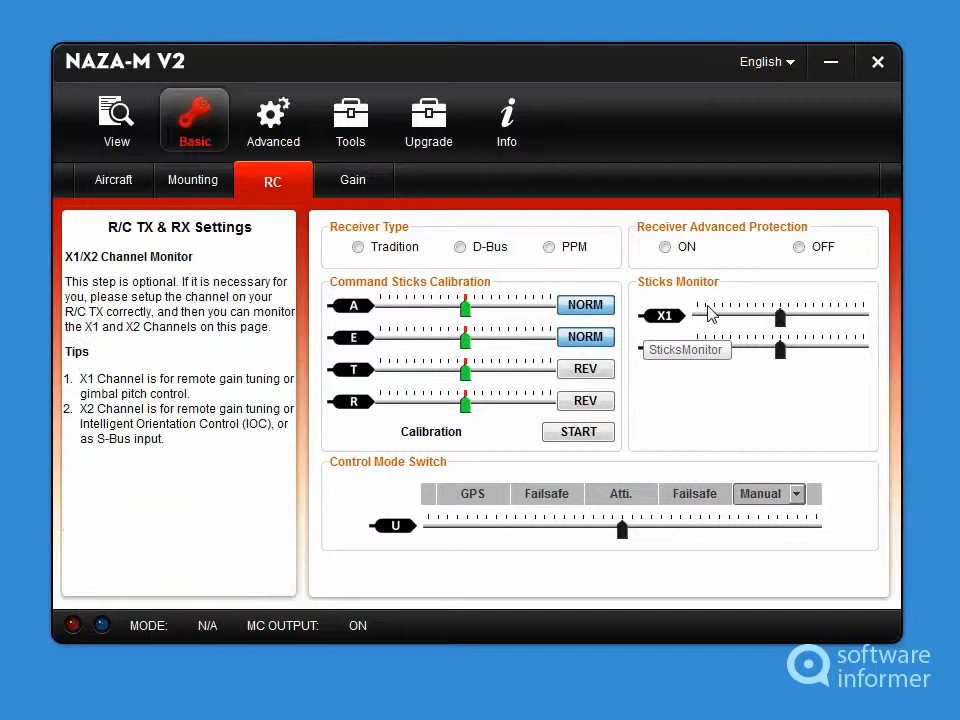 NAZA-M V2
English
View
Basic
Advanced
Tools
Upgrade
Info
Aircraft
Mounting
RC
Gain
R/C TX & RX Settings
X1/X2 Channel Monitor
This step is optional. If it is necessary for
you, please setup the channel on your
R/C TX correctly, and then you can monitor
the X1 and X2 Channels on this page.
Tips
1. X1 Channel is for remote gain tuning or
gimbal pitch control.
2. X2 Channel is for remote gain tuning or
Intelligent Orientation Control (IOC), or
as S-Bus input.
Receiver Type
Tradition
D-Bus
PPM
Receiver Advanced Protection
ON
OFF
Command Sticks Calibration
A
NORM
E
NORM
T
REV
R
REV
Calibration
START
Sticks Monitor
X1
SticksMonitor
Control Mode Switch
GPS
Failsafe
Atti.
Failsafe
Manual
U
MODE:
N/A
MC OUTPUT:
ON
software
informer